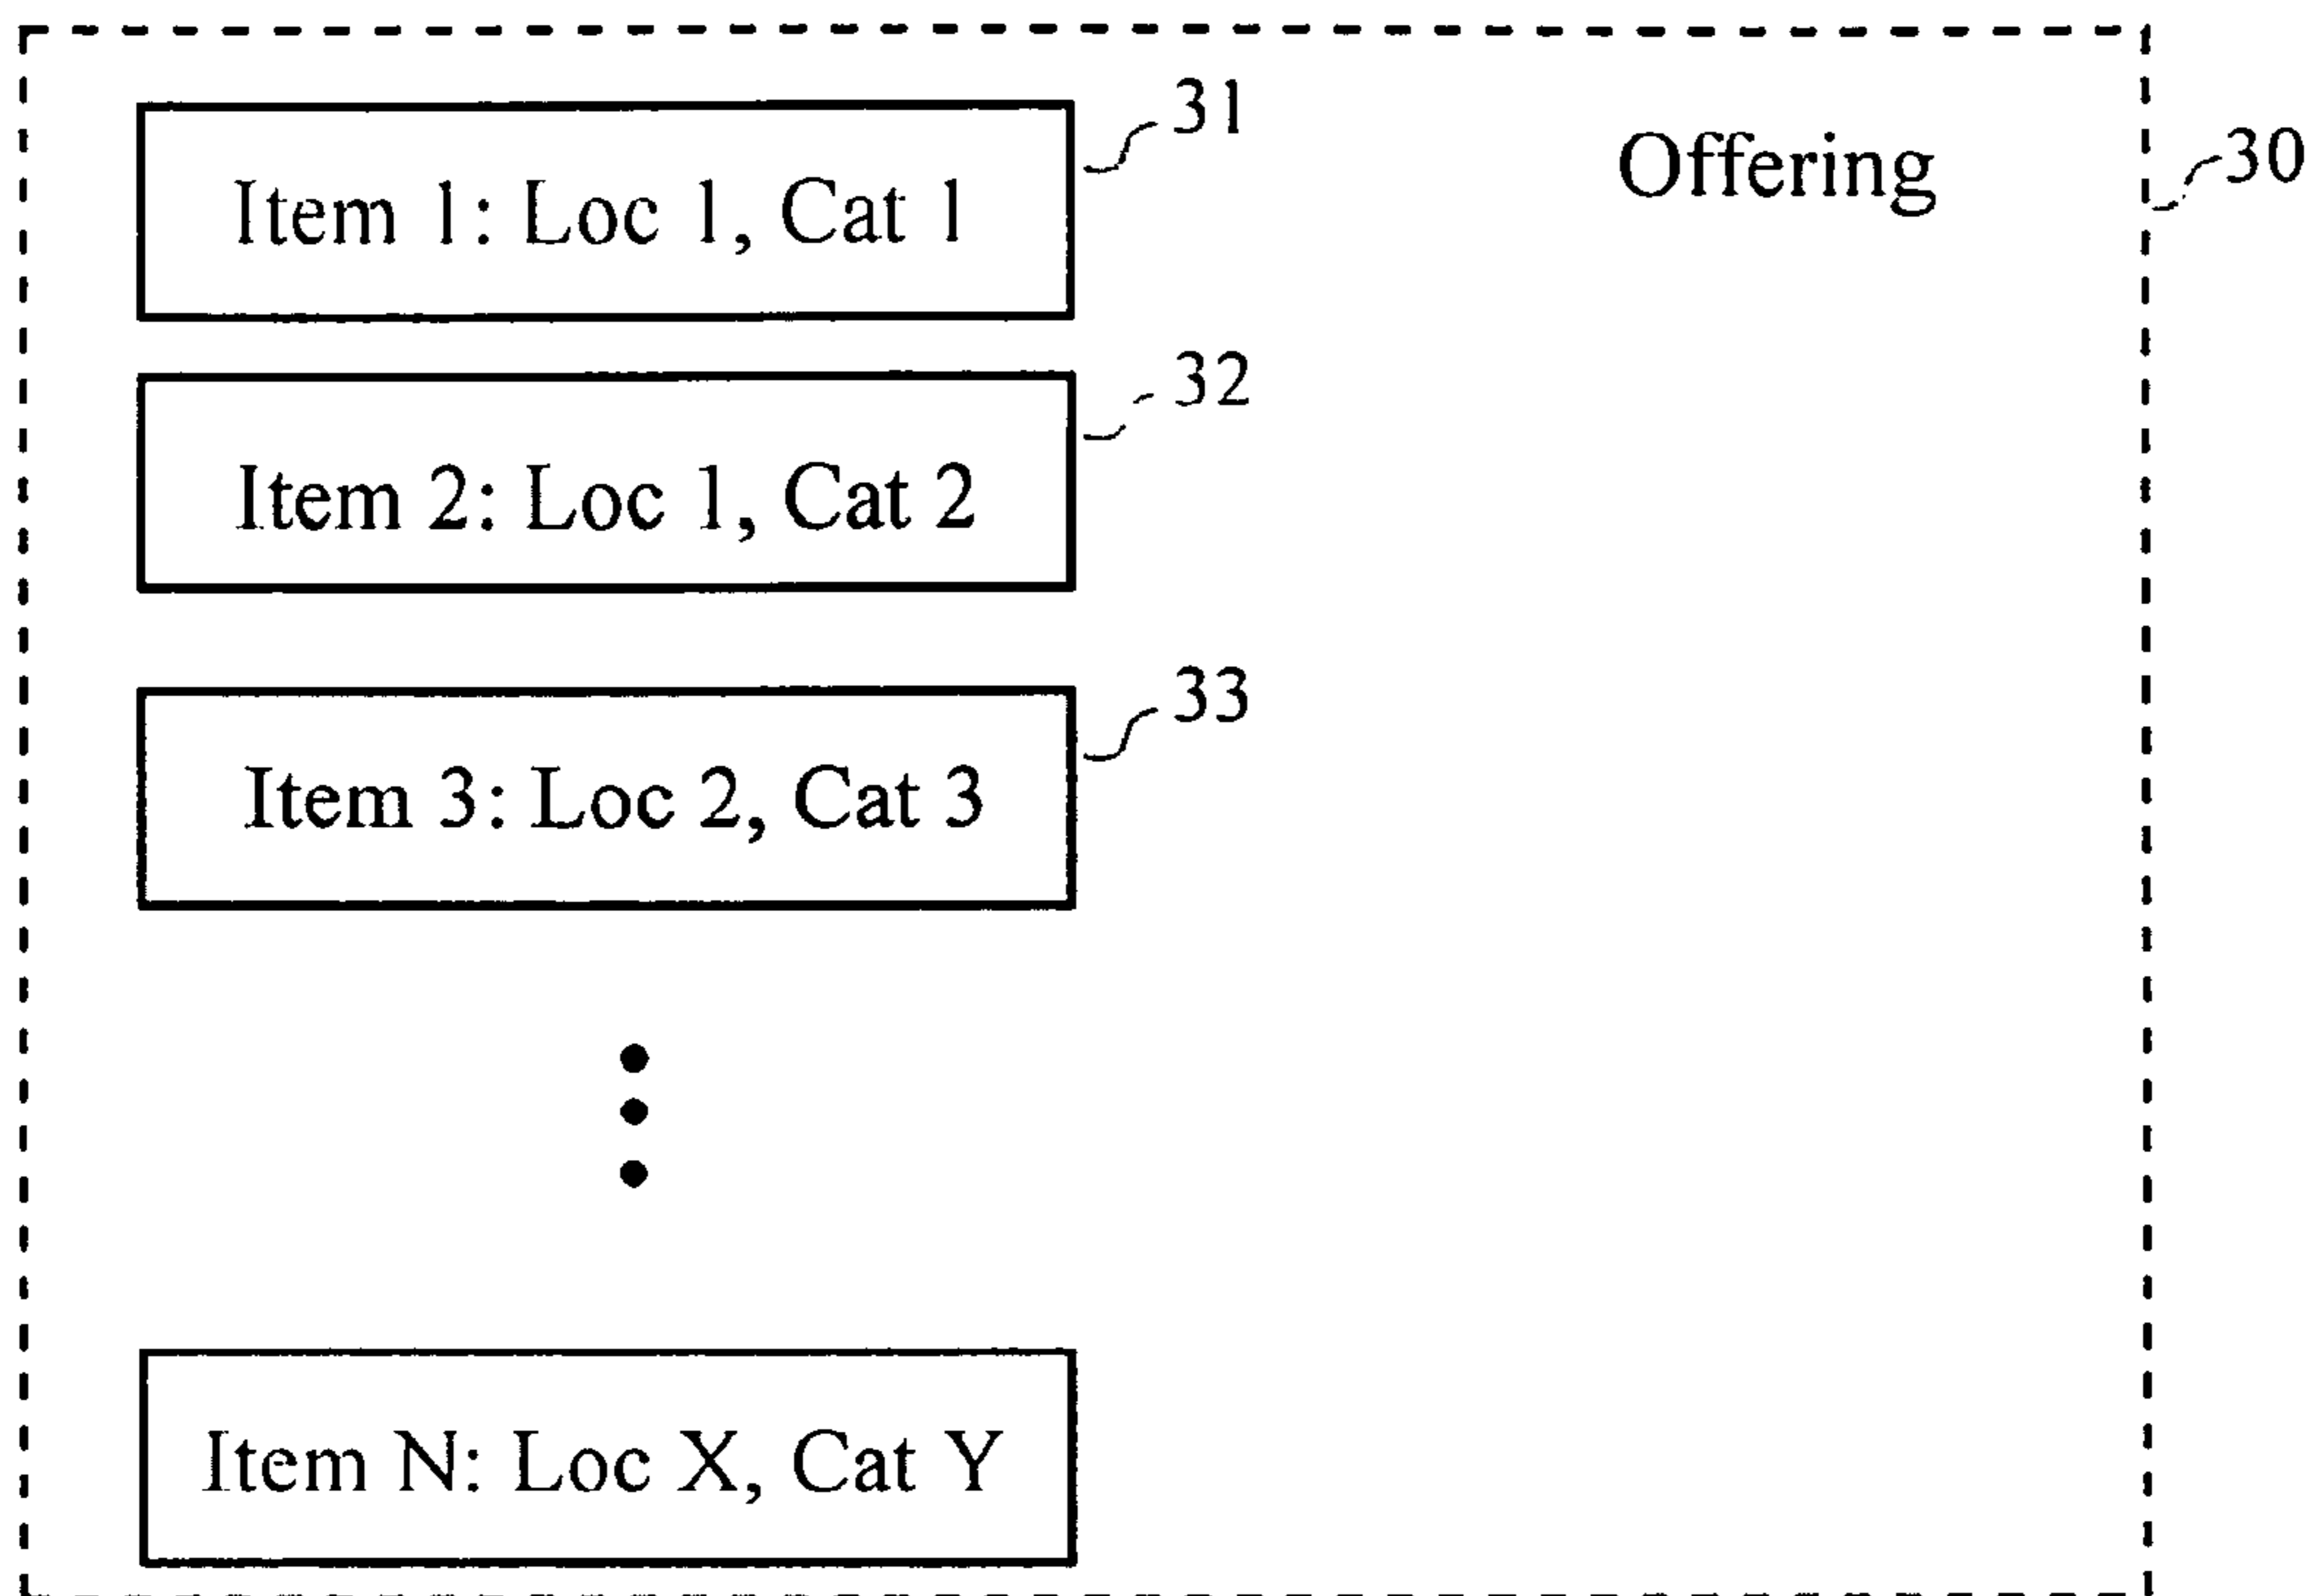 31
Offering
30
Item 1: Loc 1, Cat 1
32
Item 2: Loc 1, Cat 2
33
Item 3: Loc 2, Cat 3
Item N: Loc X, Cat Y